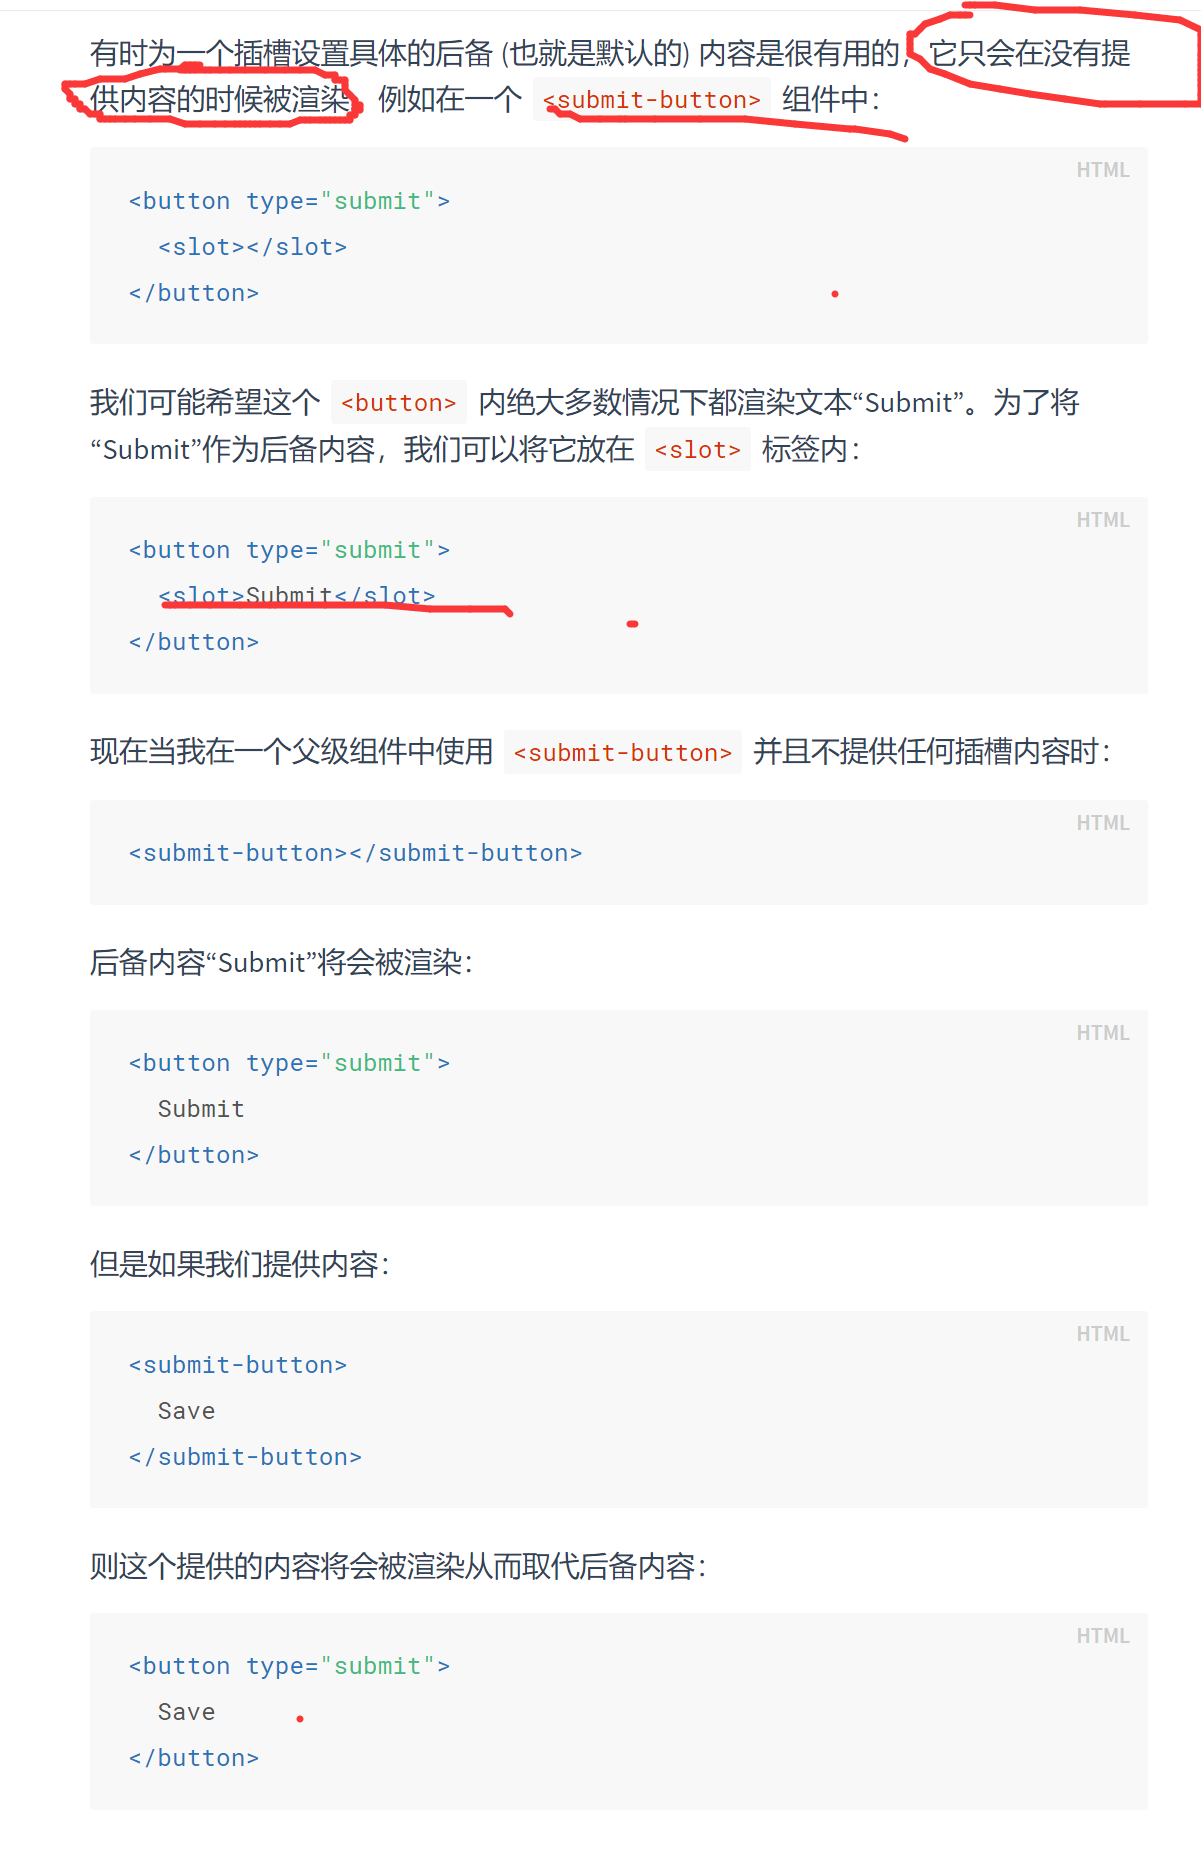 有时为一个插槽设置具体的后备 (也就是默认的) 内容是很有用的，它只会在没有提
供内容的时候被渲染。例如在一个 <submit-button> 组件中：
HTML
<button type="submit">
<slot></slot>
</button>
我们可能希望这个 <button> 内绝大多数情况下都渲染文本“Submit”。为了将
“Submit”作为后备内容，我们可以将它放在 <slot> 标签内：
HTML
<button type="submit">
<slot>Submit</slot>
</button>
现在当我在一个父级组件中使用 <submit-button> 并且不提供任何插槽内容时：
HTML
<submit-button></submit-button>
后备内容“Submit”将会被渲染：
HTML
<button type="submit">
Submit
</button>
但是如果我们提供内容：
HTML
<submit-button>
Save
</submit-button>
则这个提供的内容将会被渲染从而取代后备内容：
HTML
<button type="submit">
Save
</button>